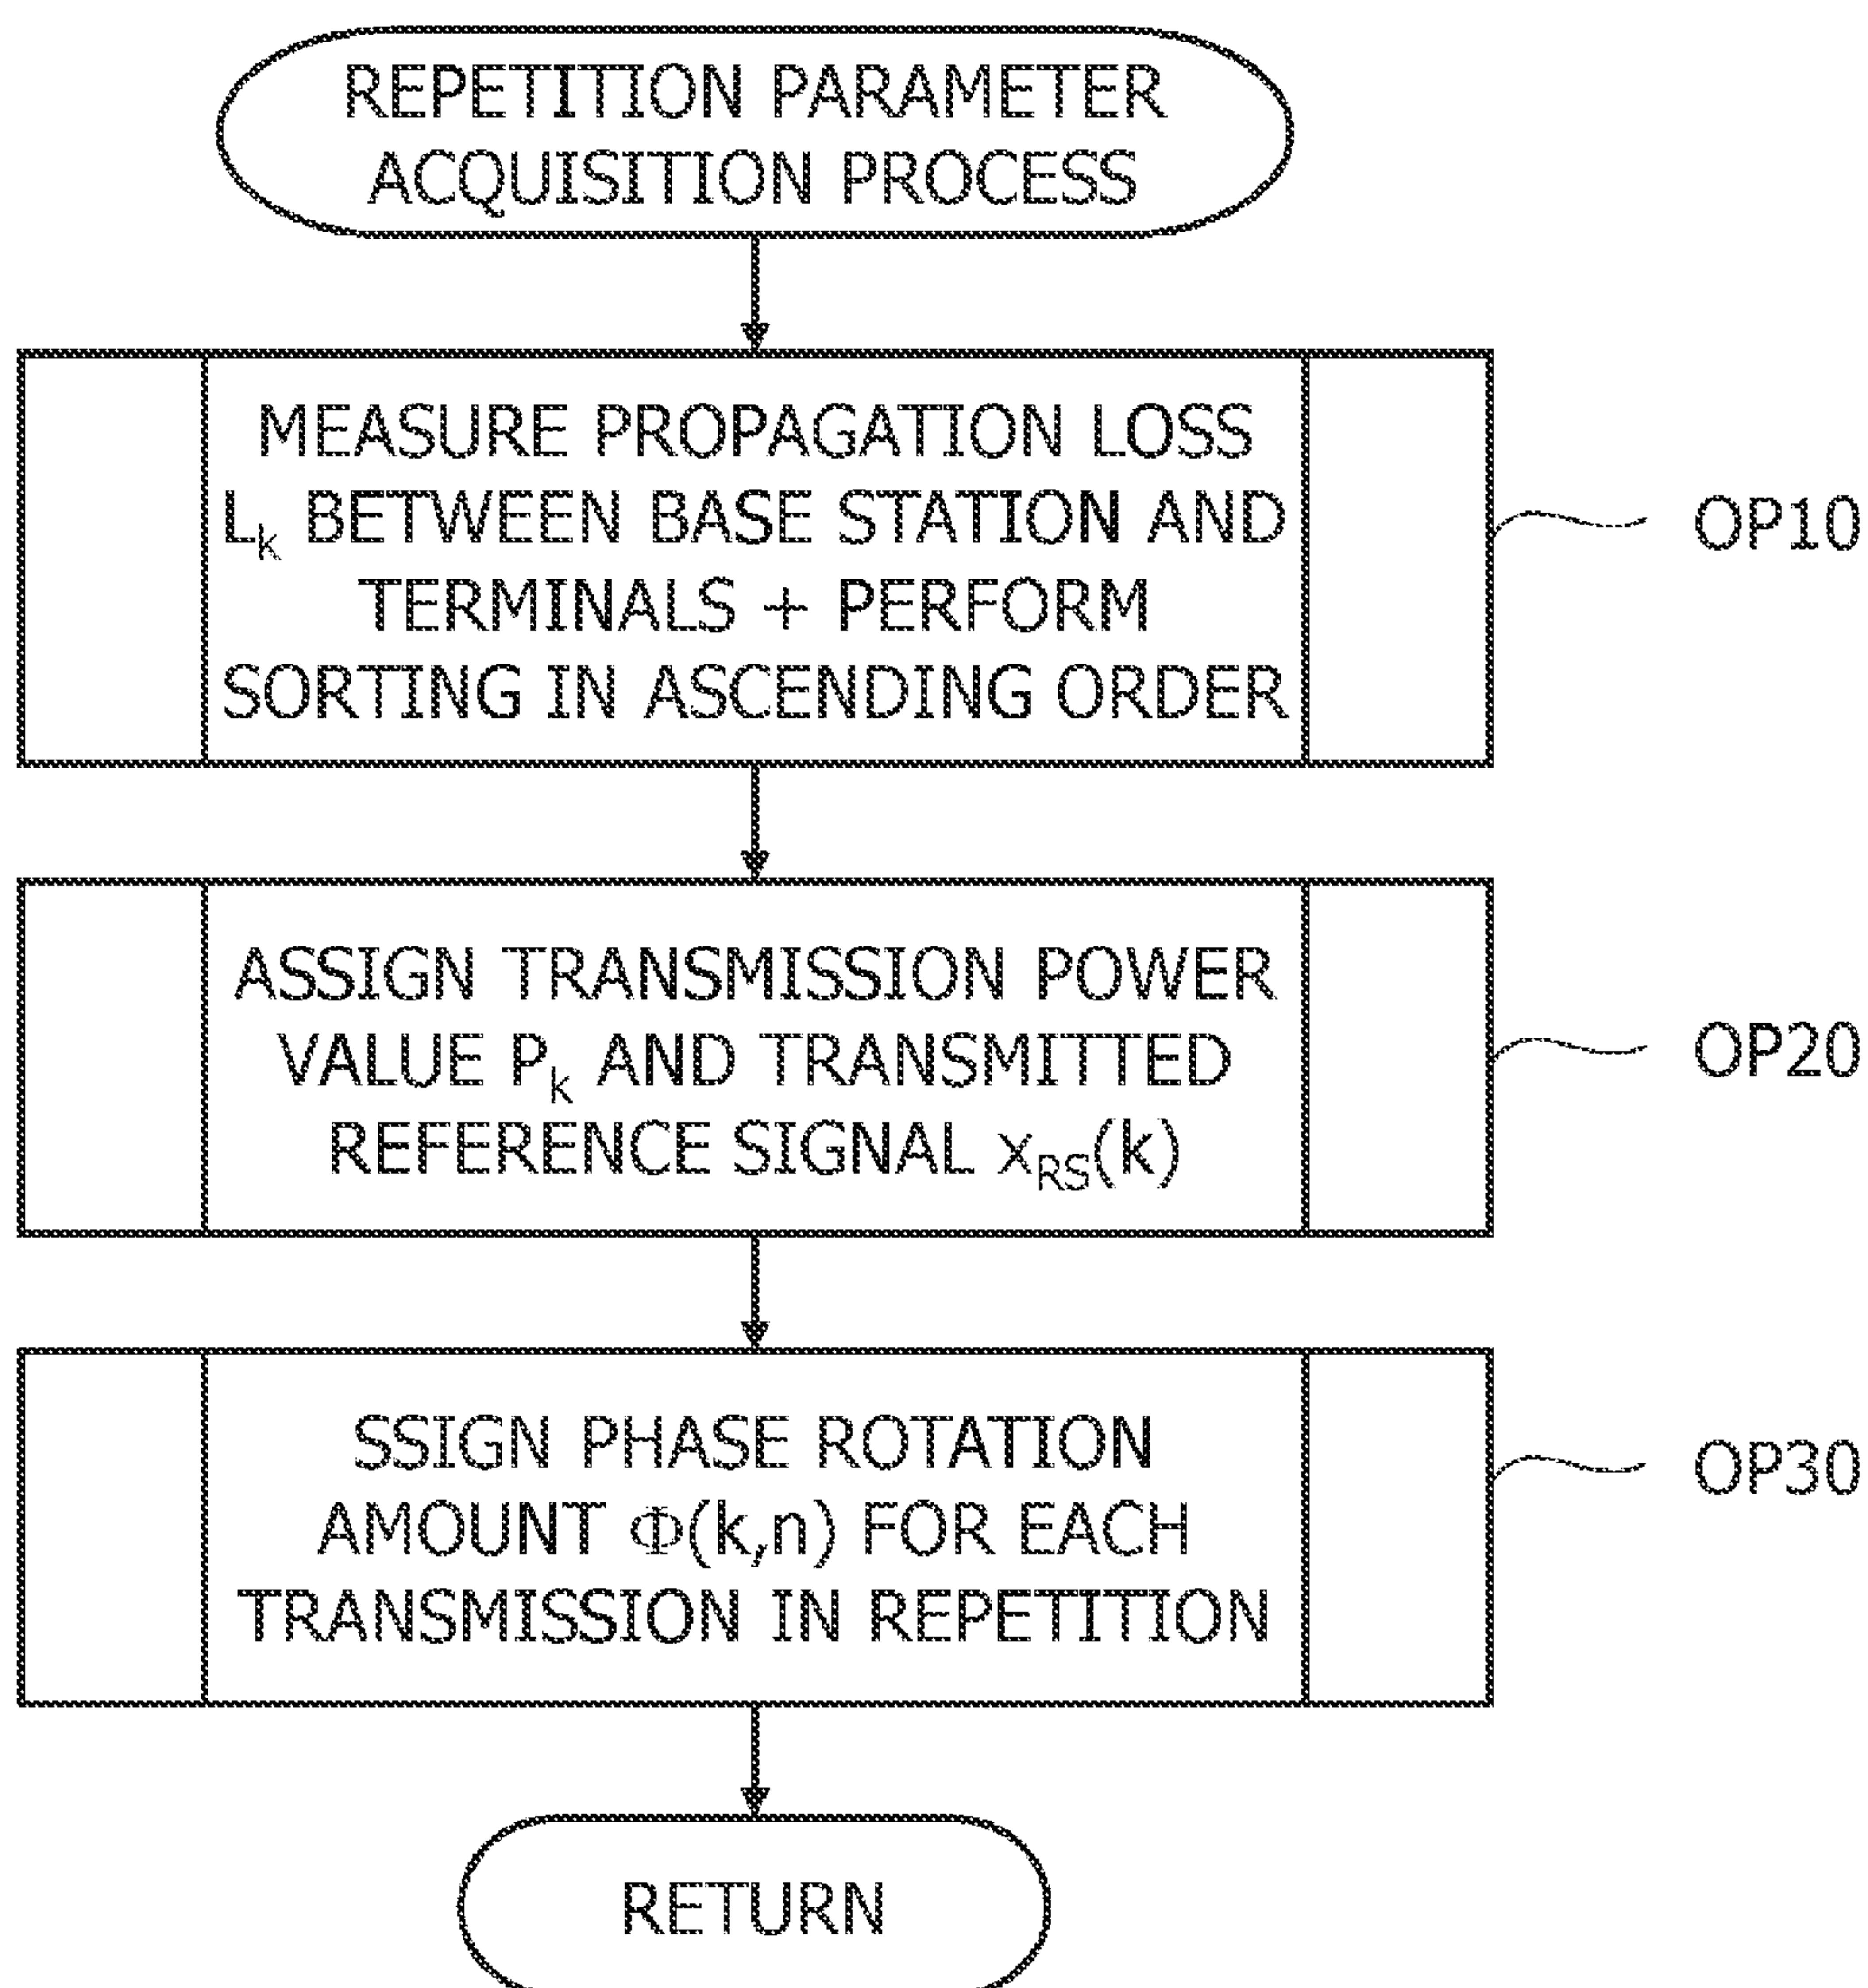 REPETITION PARAMETER
ACQUISITION PROCESS
MEASURE PROPAGATION LOSS
Lk BETWEEN BASE STATION AND
TERMINALS + PERFORM
SORTING IN ASCENDING ORDER
OP10
ASSIGN TRANSMISSION POWER
VALUE Pk AND TRANSMITTED
REFERENCE SIGNAL xRS(k)
OP20
SSIGN PHASE ROTATION
AMOUNT Φ(k,n) FOR EACH
TRANSMISSION IN REPETITION
OP30
RETURN